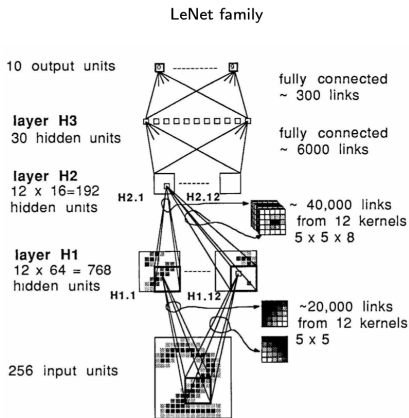 LeNet family
10 output units
fully connected
~ 300 links
layer H3
30 hidden units
fully connected
~ 6000 links
layer H2
12 x 16=192
hidden units
H2.1
H2.12
~ 40,000 links
from 12 kernels
5 x 5 x 8
layer H1
12 x 64 = 768
hidden units
H1.1
H1.12
~20,000 links
from 12 kernels
5 x 5
256 input units